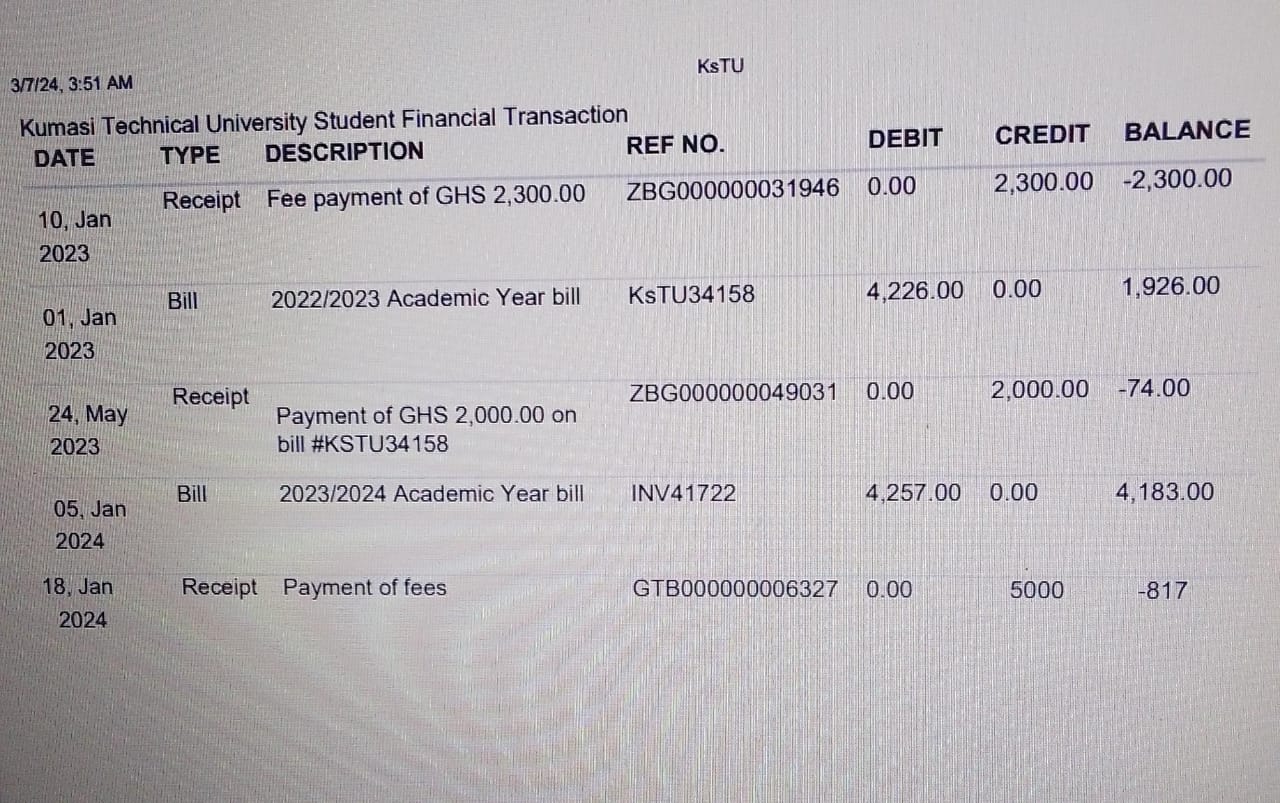 KsTU
3/7/24, 3:51 AM
Kumasi Technical University Student Financial Transaction
DATE TYPE DESCRIPTION REF NO. DEBIT CREDIT BALANCE
10, Jan 2023 Receipt Fee payment of GHS 2,300.00 ZBG000000031946 0.00 2,300.00 -2,300.00
01, Jan 2023 Bill 2022/2023 Academic Year bill KsTU34158 4,226.00 0.00 1,926.00
24, May 2023 Receipt Payment of GHS 2,000.00 on bill #KSTU34158 ZBG000000049031 0.00 2,000.00 -74.00
05, Jan 2024 Bill 2023/2024 Academic Year bill INV41722 4,257.00 0.00 4,183.00
18, Jan 2024 Receipt Payment of fees GTB000000006327 0.00 5000 -817